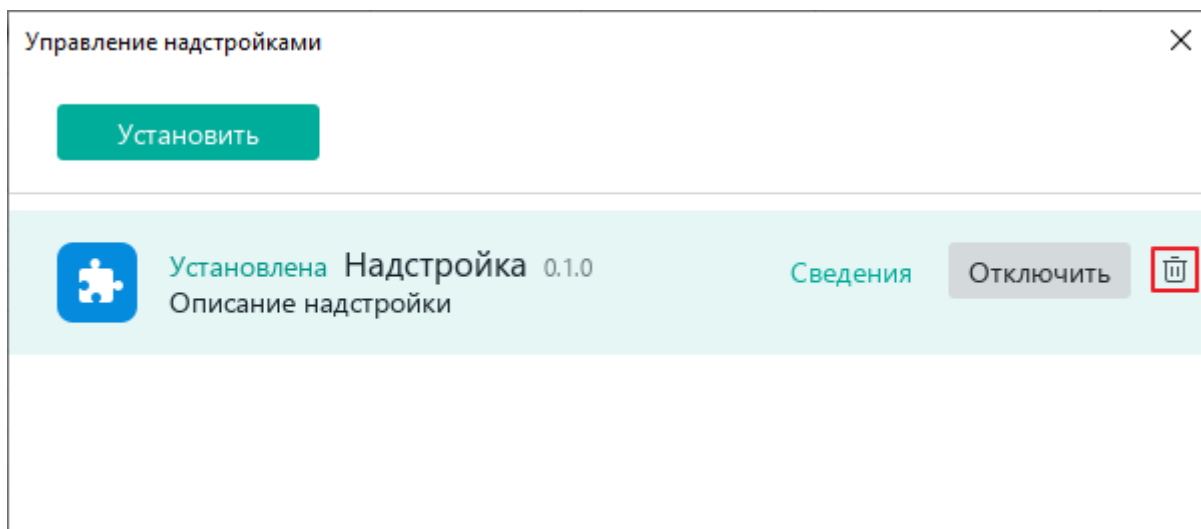 Управление надстройками
Установить
Установлена Надстройка 0.1.0 Сведения Отключить
Описание надстройки